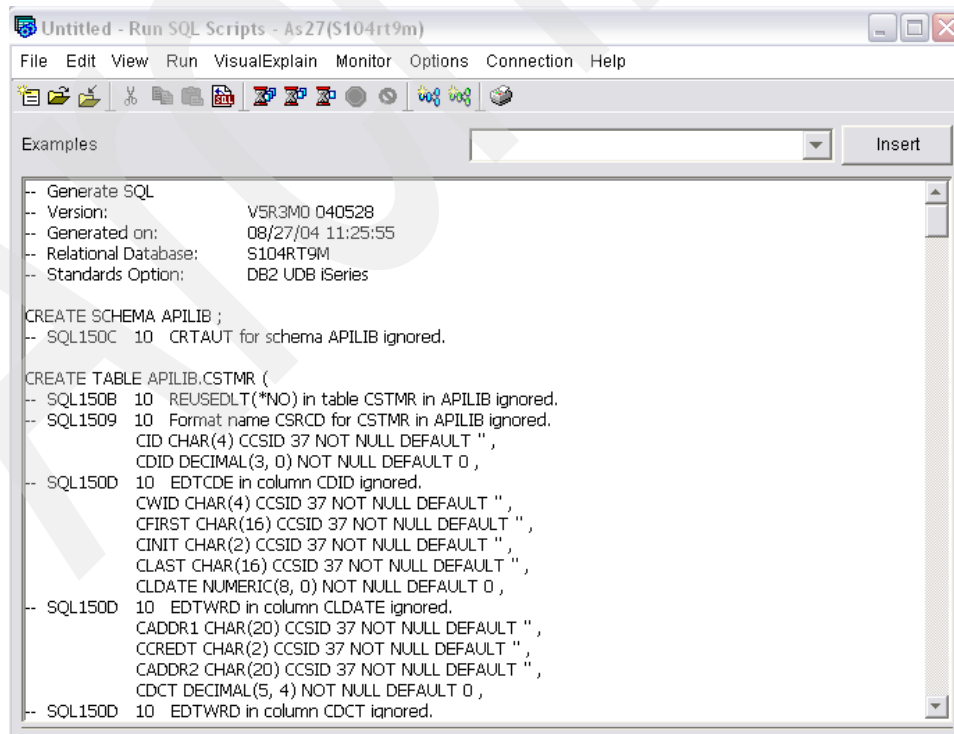 Untitled - Run SQL Scripts - As27(S104rt9m)
File Edit View Run VisualExplain Monitor Options Connection Help
Examples
Insert
-- Generate SQL
-- Version: V5R3M0 040528
-- Generated on: 08/27/04 11:25:55
-- Relational Database: S104RT9M
-- Standards Option: DB2 UDB iSeries
CREATE SCHEMA APILIB ;
-- SQL150C 10 CRTAUT for schema APILIB ignored.
CREATE TABLE APILIB.CSTMR (
-- SQL150B 10 REUSEDLT(*NO) in table CSTMR in APILIB ignored.
-- SQL1509 10 Format name CSRCD for CSTMR in APILIB ignored.
CID CHAR(4) CCSID 37 NOT NULL DEFAULT '' ,
CDID DECIMAL(3, 0) NOT NULL DEFAULT 0 ,
-- SQL150D 10 EDTCDE in column CDID ignored.
CWID CHAR(4) CCSID 37 NOT NULL DEFAULT '' ,
CFIRST CHAR(16) CCSID 37 NOT NULL DEFAULT '' ,
CINIT CHAR(2) CCSID 37 NOT NULL DEFAULT '' ,
CLAST CHAR(16) CCSID 37 NOT NULL DEFAULT '' ,
CLDATE NUMERIC(8, 0) NOT NULL DEFAULT 0 ,
-- SQL150D 10 EDTWRD in column CLDATE ignored.
CADDR1 CHAR(20) CCSID 37 NOT NULL DEFAULT '' ,
CCREDT CHAR(2) CCSID 37 NOT NULL DEFAULT '' ,
CADDR2 CHAR(20) CCSID 37 NOT NULL DEFAULT '' ,
CDCT DECIMAL(5, 4) NOT NULL DEFAULT 0 ,
-- SQL150D 10 EDTWRD in column CDCT ignored.